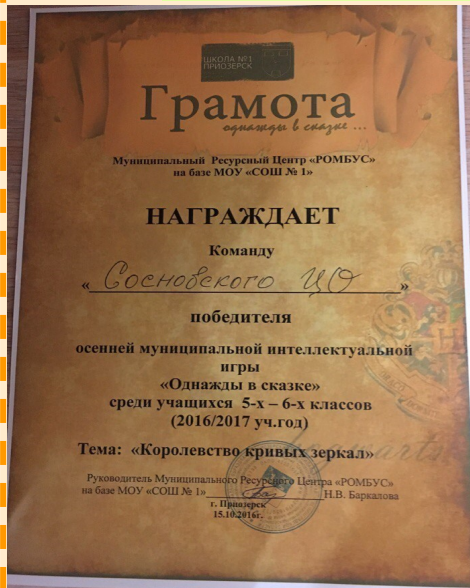 ШКОЛА №1
ПРИОЗЕРСК
Грамота
однажды в сказке ...
Муниципальный Ресурсный Центр «РОМБУС»
на базе МОУ «СОШ № 1»
НАГРАЖДАЕТ
Команду
« Сосновского ЦО »
победителя
осенней муниципальной интеллектуальной
игры
«Однажды в сказке»
среди учащихся 5-х – 6-х классов
(2016/2017 уч.год)
Тема: «Королевство кривых зеркал»
Руководитель Муниципального Ресурсного Центра «РОМБУС»
на базе МОУ «СОШ № 1» Н.В. Баркалова
г. Приозерск
15.10.2016г.